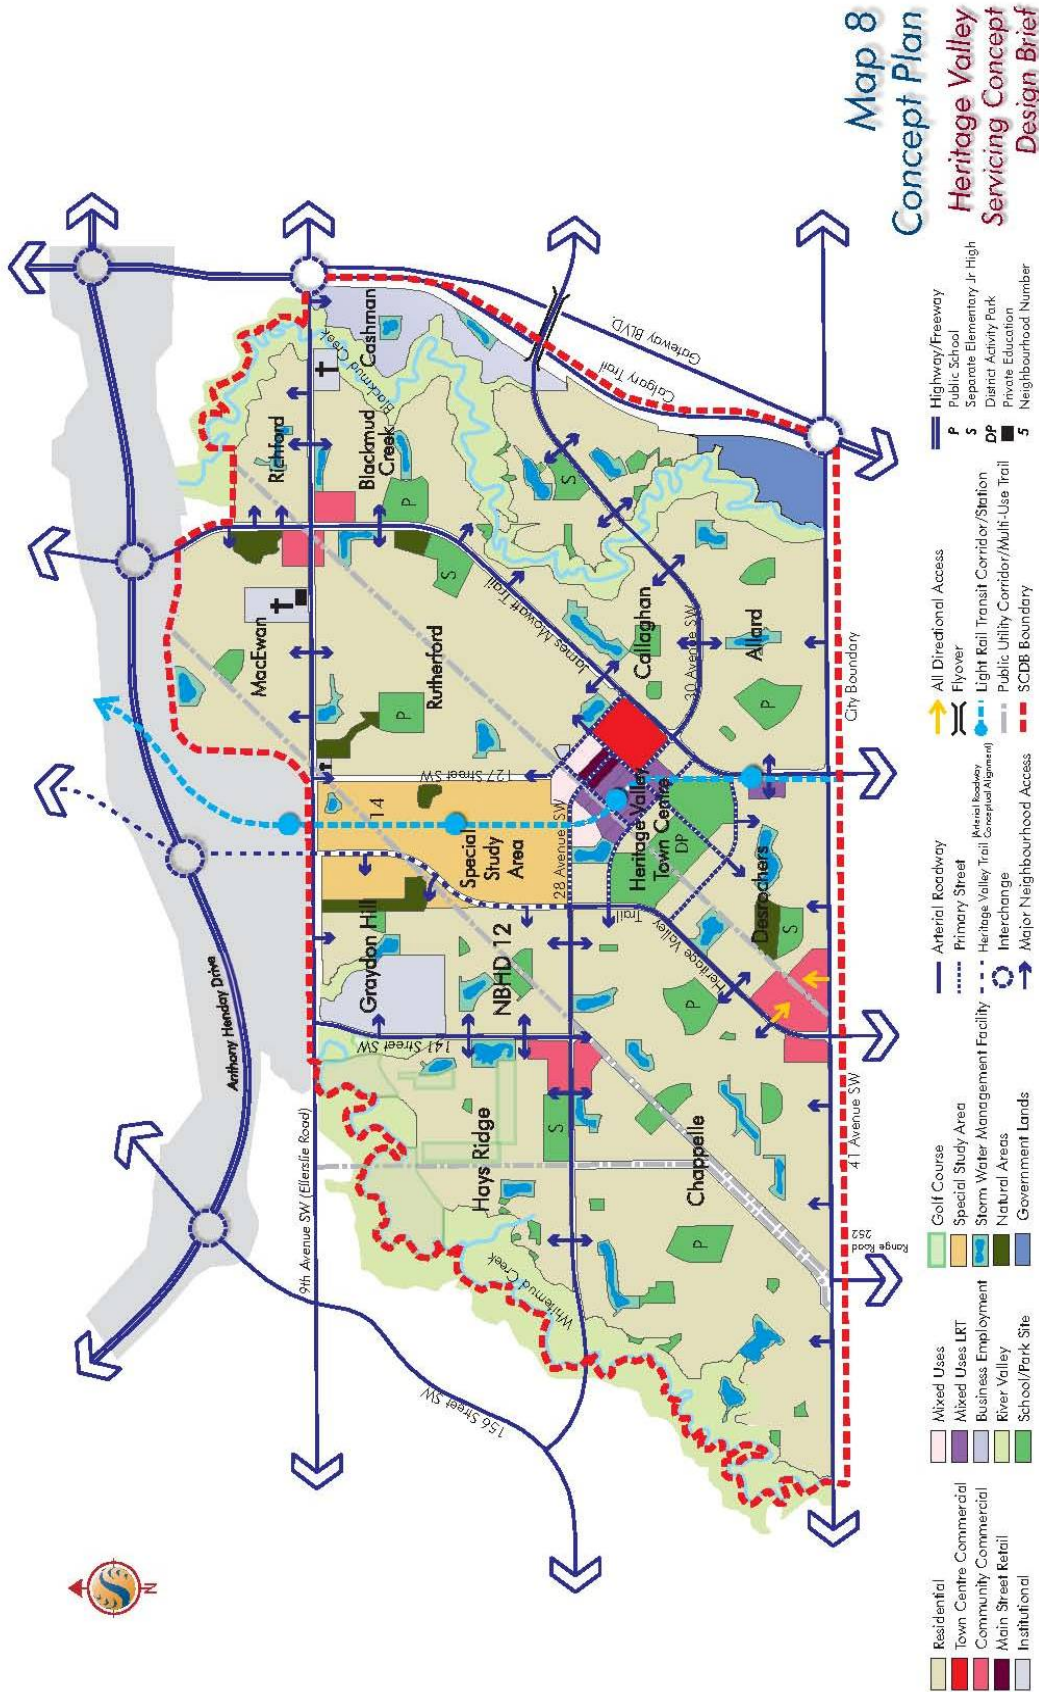 Map 8
Concept Plan
Heritage Valley
Servicing Concept
Design Brief
N
Anthony Henday Drive
9th Avenue SW (Ellerslie Road)
156 Street SW
Whitemud Creek
Hays Ridge
141 Street SW
Graydon Hill
NBHD 12
Special
Study
Area
14
127 Street SW
28 Avenue SW
MacEwan
Rutherford
Richford
Blackmud
Creek
Blackmud Creek
Cashman
James Mowatt Trail
Calgary Trail
Gateway BLVD.
Callaghan
30 Avenue SW
Allard
Heritage Valley
Town Centre
DP
Desrochers
Heritage Valley
Trail
Chappelle
41 Avenue SW
Range Road
252
City Boundary
P
P
P
P
P
S
S
S
S
Residential
Town Centre Commercial
Community Commercial
Main Street Retail
Institutional
Mixed Uses
Mixed Uses LRT
Business Employment
River Valley
School/Park Site
Golf Course
Special Study Area
Storm Water Management Facility
Natural Areas
Government Lands
Arterial Roadway
Primary Street
Heritage Valley Trail (Arterial Roadway
Conceptual Alignment)
Interchange
Major Neighbourhood Access
All Directional Access
Flyover
Light Rail Transit Corridor/Station
Public Utility Corridor/Multi-Use Trail
SCDB Boundary
Highway/Freeway
P Public School
S Separate Elementary Jr High
DP District Activity Park
Private Education
5 Neighbourhood Number